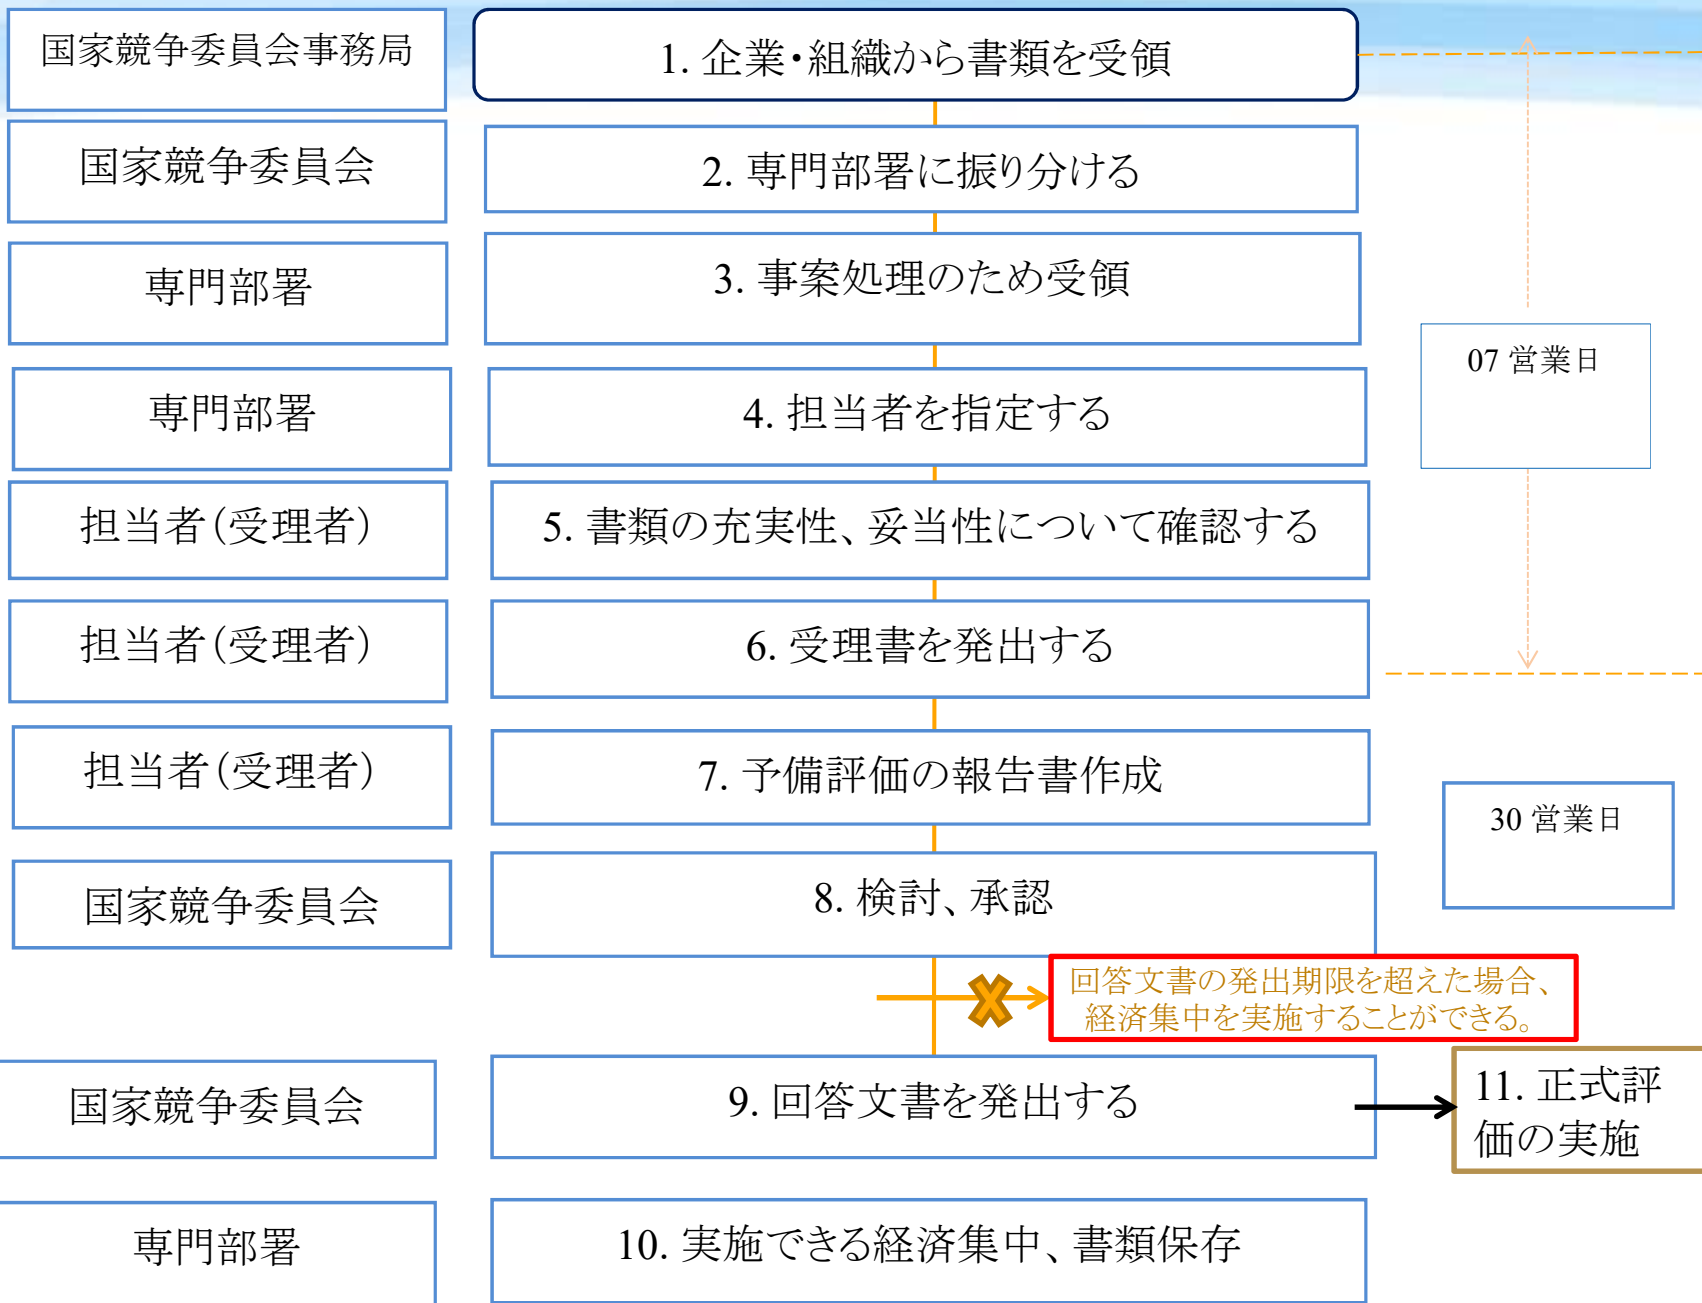 国家競争委員会事務局
1. 企業・組織から書類を受領
国家競争委員会
2. 専門部署に振り分ける
専門部署
3. 事案処理のため受領
07 営業日
専門部署
4. 担当者を指定する
担当者(受理者)
5. 書類の充実性、妥当性について確認する
担当者(受理者)
6. 受理書を発出する
担当者(受理者)
7. 予備評価の報告書作成
30 営業日
国家競争委員会
8. 検討、承認
回答文書の発出期限を超えた場合、
経済集中を実施することができる。
国家競争委員会
9. 回答文書を発出する
11. 正式評
価の実施
専門部署
10. 実施できる経済集中、書類保存